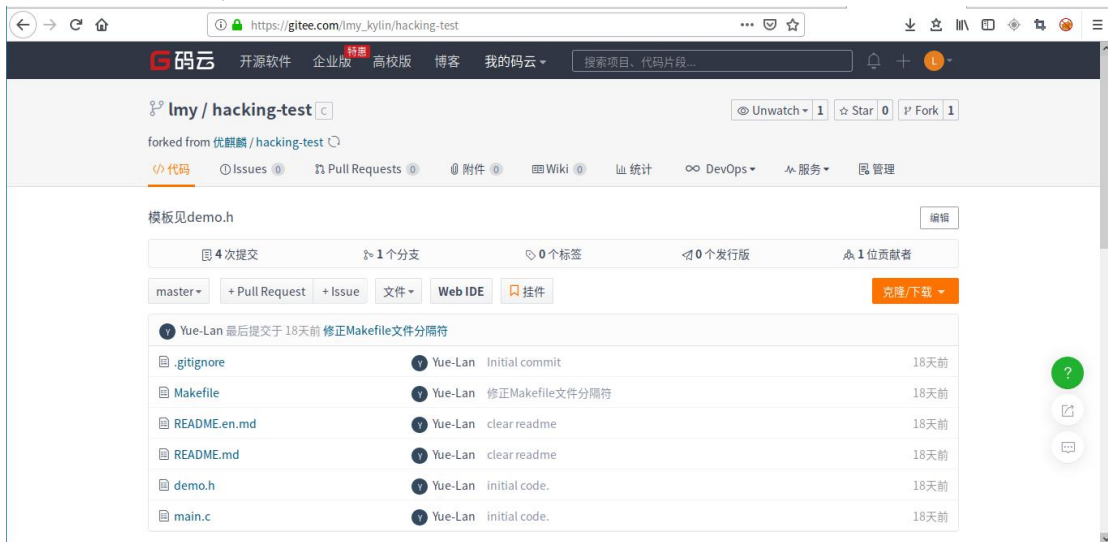 https://gitee.com/lmy_kylin/hacking-test
G码云 开源软件 企业版 特惠 高校版 博客 我的码云 搜索项目、代码片段... L
lmy / hacking-test C Unwatch 1 Star 0 Fork 1
forked from 优麒麟 / hacking-test
代码 Issues 0 Pull Requests 0 附件 0 Wiki 0 统计 DevOps 服务 管理
模板见demo.h 编辑
4 次提交 1 个分支 0 个标签 0 个发行版 1 位贡献者
master + Pull Request + Issue 文件 Web IDE 挂件 克隆/下载
Y Yue-Lan 最后提交于 18天前 修正Makefile文件分隔符
.gitignore Y Yue-Lan Initial commit 18天前
Makefile Y Yue-Lan 修正Makefile文件分隔符 18天前
README.en.md Y Yue-Lan clear readme 18天前
README.md Y Yue-Lan clear readme 18天前
demo.h Y Yue-Lan initial code. 18天前
main.c Y Yue-Lan initial code. 18天前
?